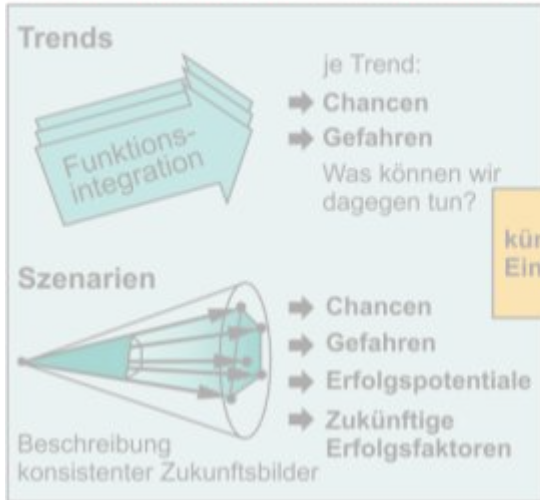 Trends
Funktions-
integration
je Trend:
Chancen
Gefahren
Was können wir
dagegen tun?
Szenarien
Beschreibung
konsistenter Zukunftsbilder
Chancen
Gefahren
Erfolgspotentiale
Zukünftige
Erfolgsfaktoren